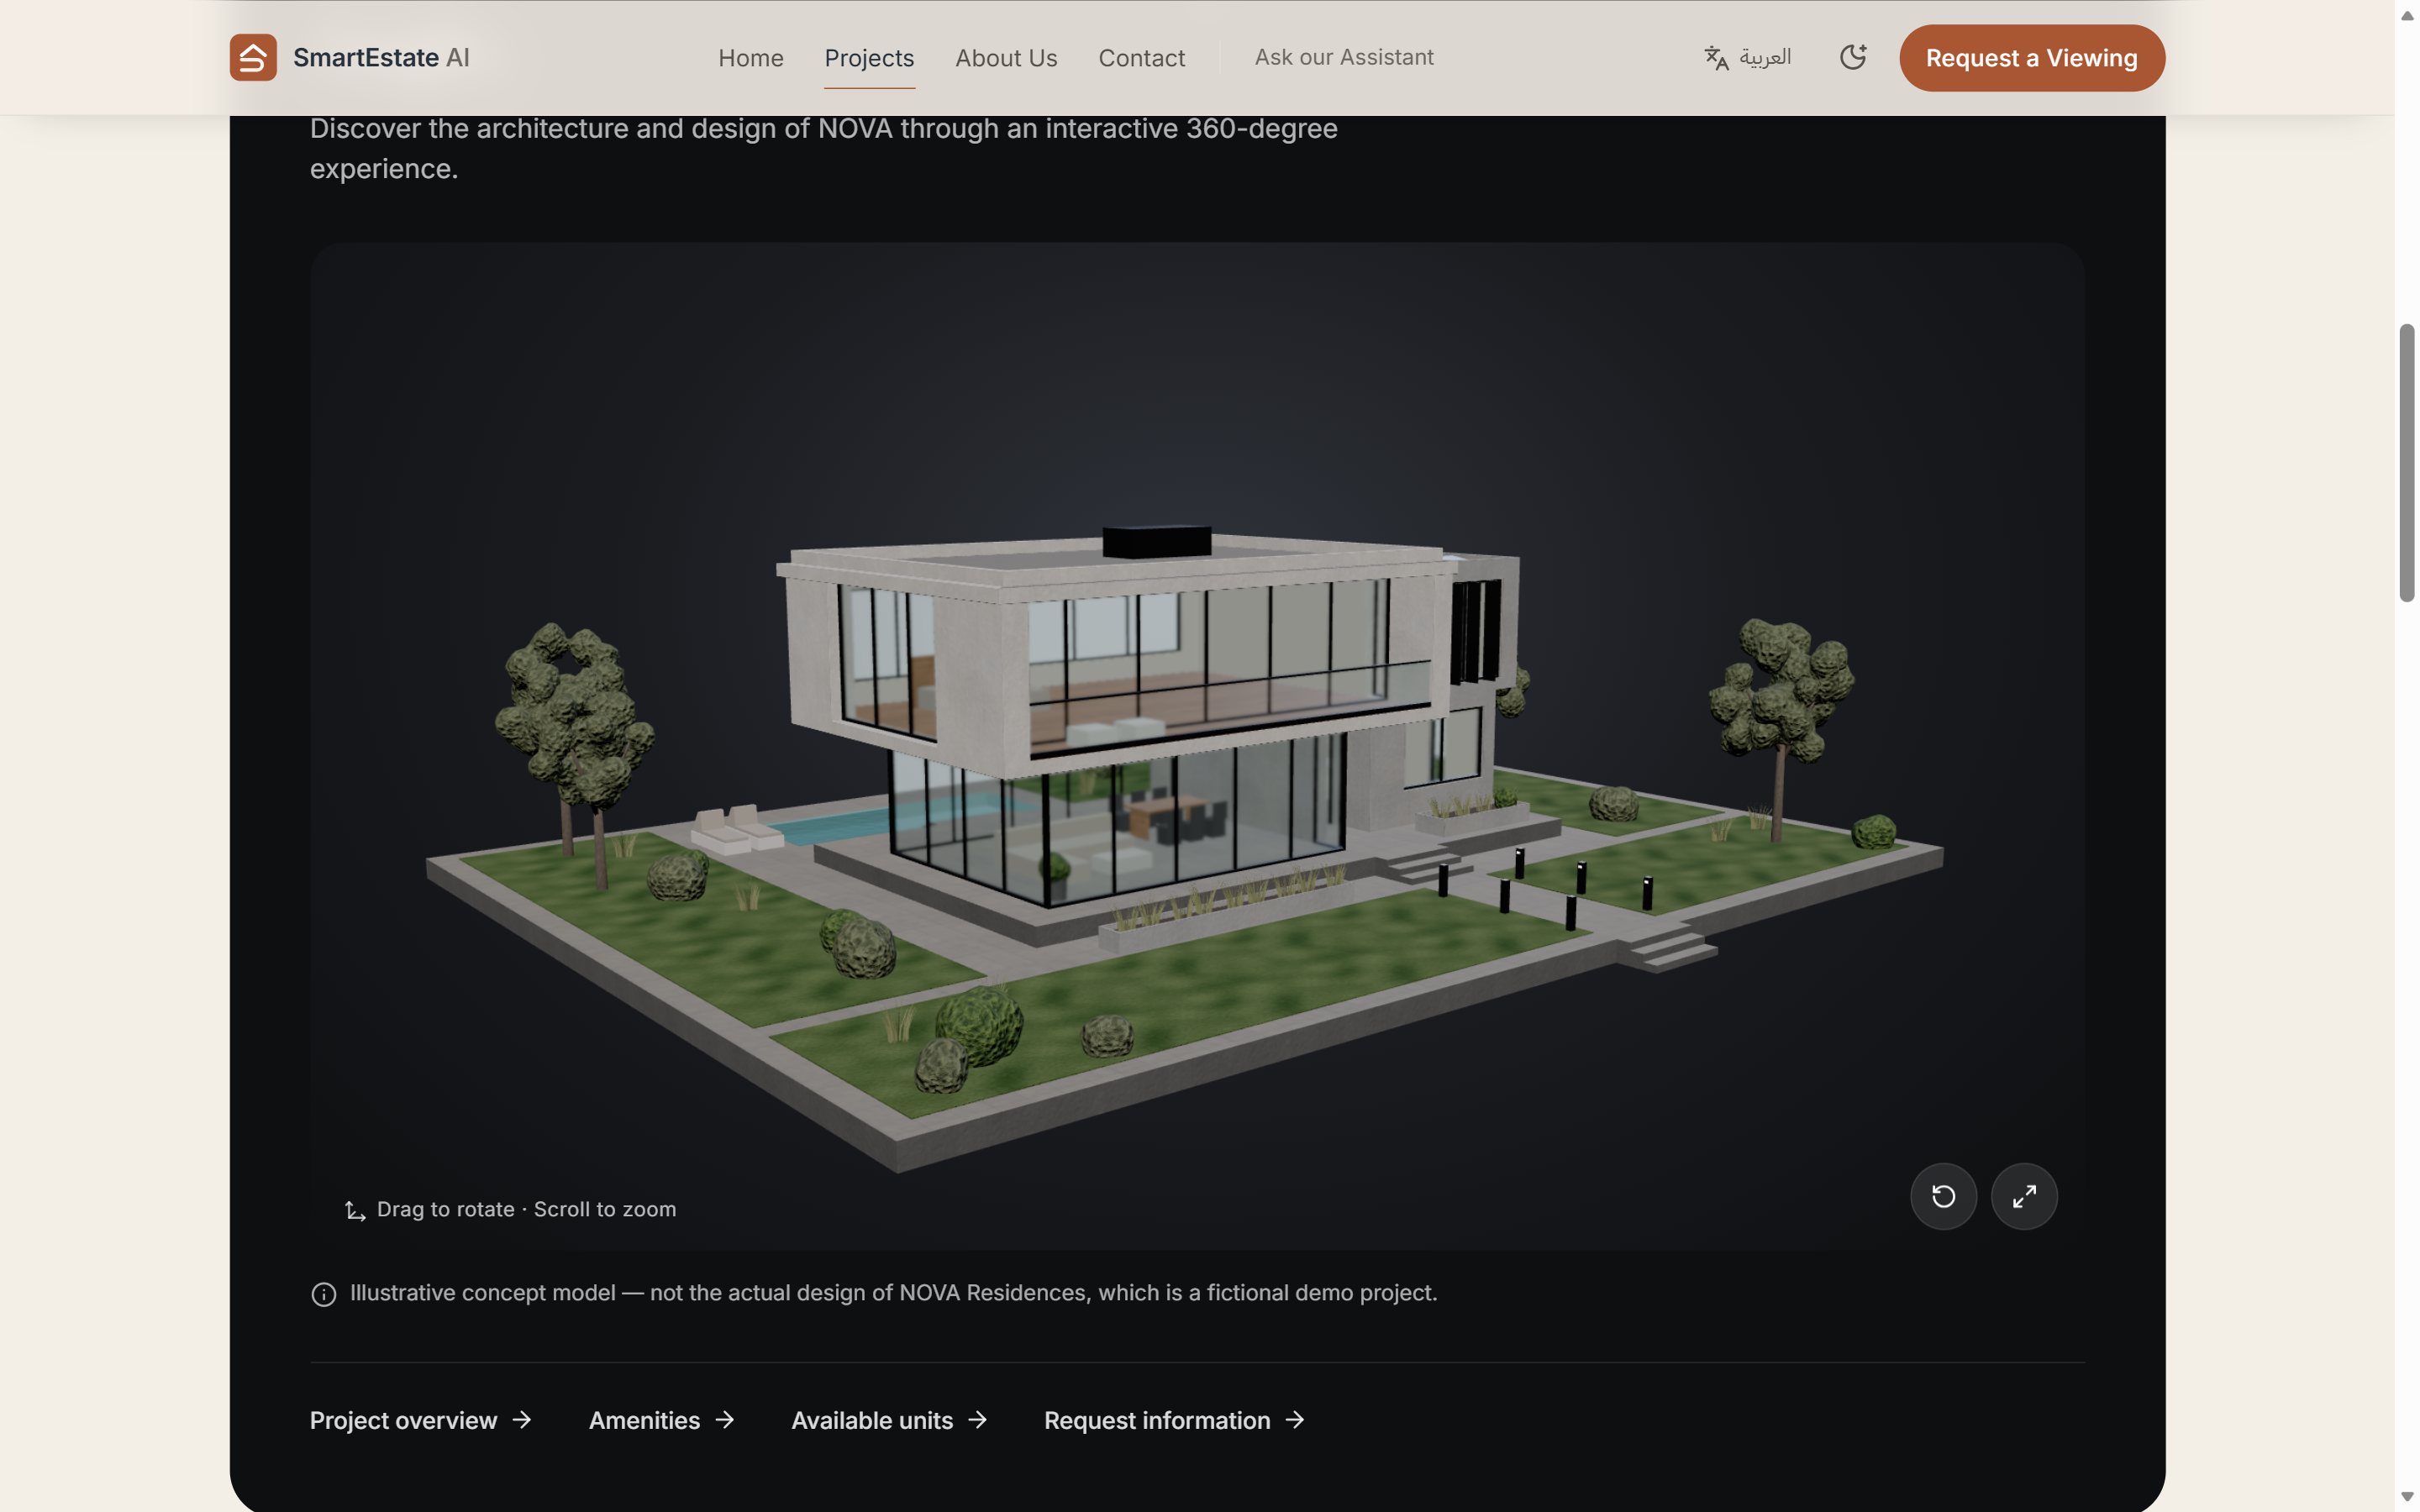 SmartEstate AI
Home
Projects
About Us
Contact
Ask our Assistant
العربية
Request a Viewing
Discover the architecture and design of NOVA through an interactive 360-degree
experience.
Drag to rotate · Scroll to zoom
Illustrative concept model — not the actual design of NOVA Residences, which is a fictional demo project.
Project overview
Amenities
Available units
Request information